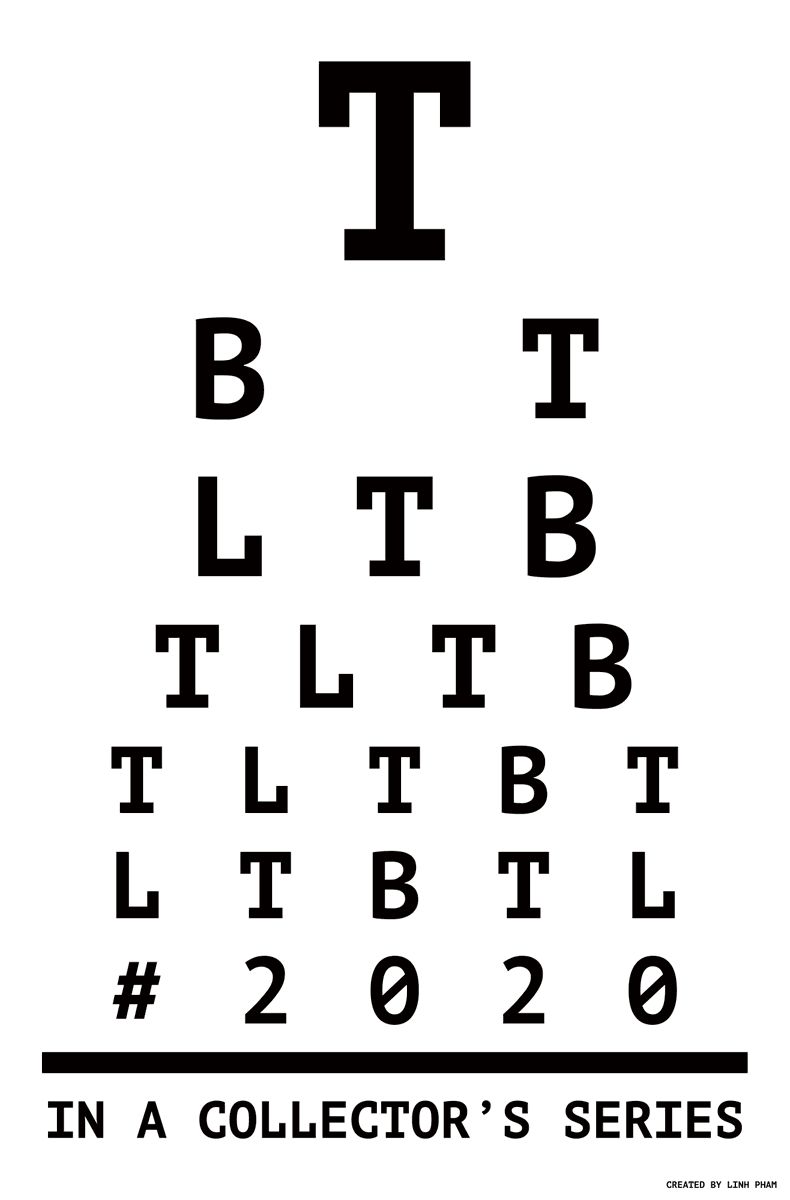 T
B T
L T B
T L T B
T L T B T
L T B T L
# 2 0 2 0
IN A COLLECTOR’S SERIES
CREATED BY LINH PHAM